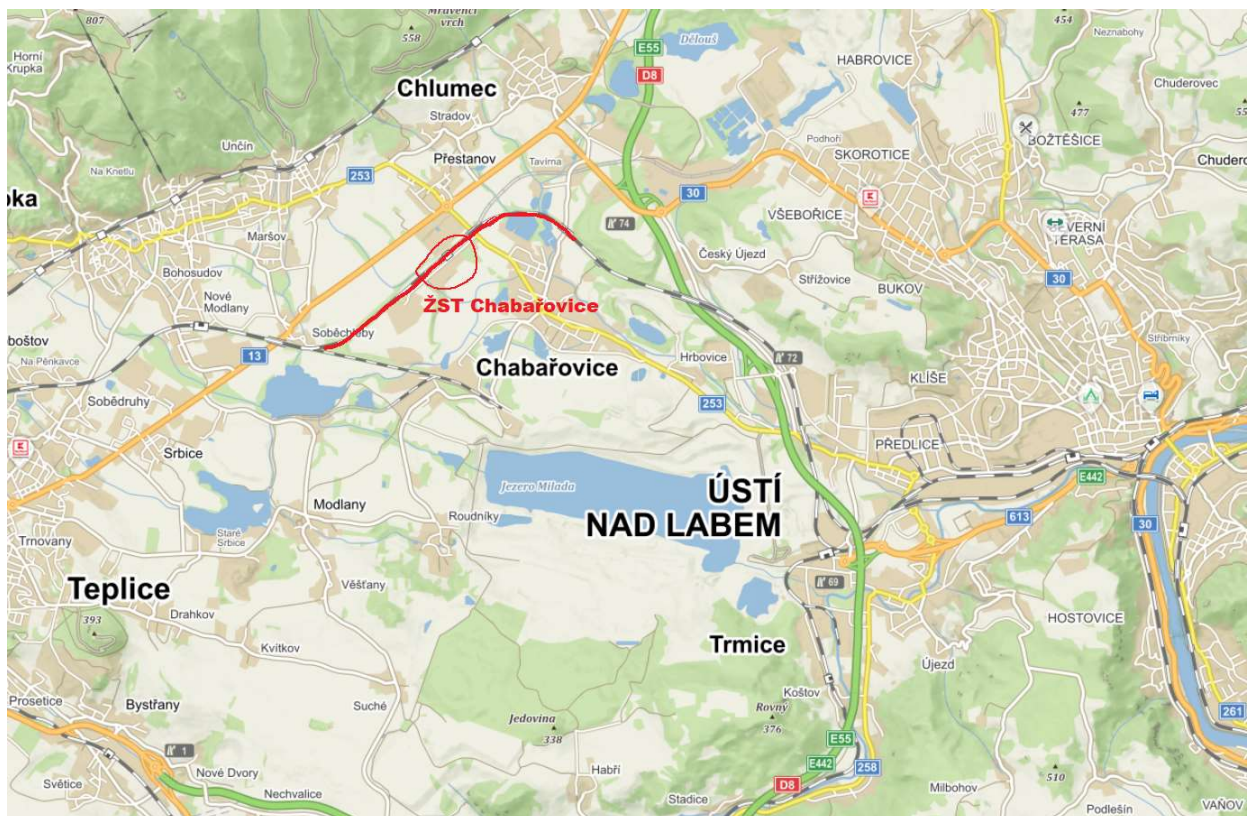 807
Mravenčí
vrch
558
Horní
Krupka
E55
D8
Dělouš
454
Neznabohy
HABROVICE
Chuderovec
Chlumec
Stradov
477
BOŽTĚŠICE
Unčín
Přestanov
Tavírna
Podhoří
SKOROTICE
Chuderov
Na Knetlu
253
30
74
VŠEBOŘICE
SEVERNÍ
TERASA
Maršov
Český Újezd
Bohosudov
Střížovice
BUKOV
30
Nové
Modlany
ŽST Chabařovice
Soběchleby
Na Pěnkavce
13
Stříbrníky
Chabařovice
Hrbovice
72
KLÍŠE
Sobědruhy
253
PŘEDLICE
Srbice
E442
Jezero Milada
ÚSTÍ
NAD LABEM
Modlany
Roudníky
613
30
Staré
Srbice
Trnovany
Věšťany
69
Teplice
393
Drahkov
HOSTOVICE
Kvítkov
Trmice
Újezd
Prosetice
Bystřany
Suché
Koštov
Rovný
376
Jedovina
338
261
1
E55
E442
258
Nové Dvory
Habří
510
Světice
Nechvalice
D8
Stadice
Milbohov
Podlešín
VAŇOV